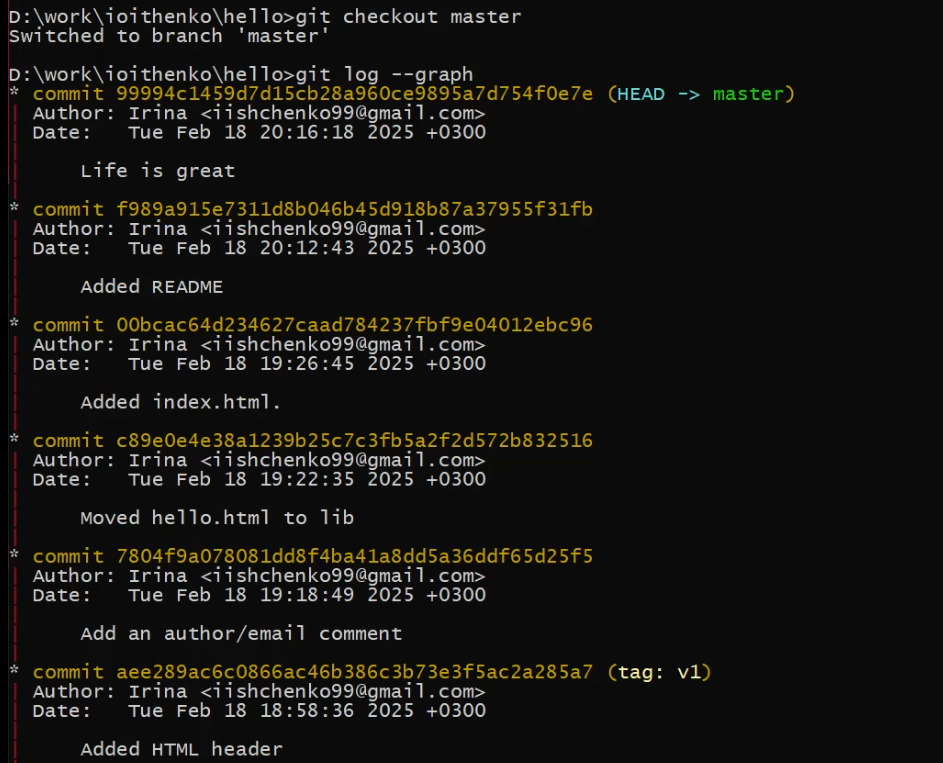 D:\work\ioithenko\hello>git checkout master
Switched to branch 'master'
D:\work\ioithenko\hello>git log --graph
* commit 99994c1459d7d15cb28a960ce9895a7d754f0e7e (HEAD -> master)
| Author: Irina <iishchenko99@gmail.com>
| Date:   Tue Feb 18 20:16:18 2025 +0300
|
|     Life is great
|
* commit f989a915e7311d8b046b45d918b87a37955f31fb
| Author: Irina <iishchenko99@gmail.com>
| Date:   Tue Feb 18 20:12:43 2025 +0300
|
|     Added README
|
* commit 00bcac64d234627caad784237fbf9e04012ebc96
| Author: Irina <iishchenko99@gmail.com>
| Date:   Tue Feb 18 19:26:45 2025 +0300
|
|     Added index.html.
|
* commit c89e0e4e38a1239b25c7c3fb5a2f2d572b832516
| Author: Irina <iishchenko99@gmail.com>
| Date:   Tue Feb 18 19:22:35 2025 +0300
|
|     Moved hello.html to lib
|
* commit 7804f9a078081dd8f4ba41a8dd5a36ddf65d25f5
| Author: Irina <iishchenko99@gmail.com>
| Date:   Tue Feb 18 19:18:49 2025 +0300
|
|     Add an author/email comment
|
* commit aee289ac6c0866ac46b386c3b73e3f5ac2a285a7 (tag: v1)
| Author: Irina <iishchenko99@gmail.com>
| Date:   Tue Feb 18 18:58:36 2025 +0300
|
|     Added HTML header